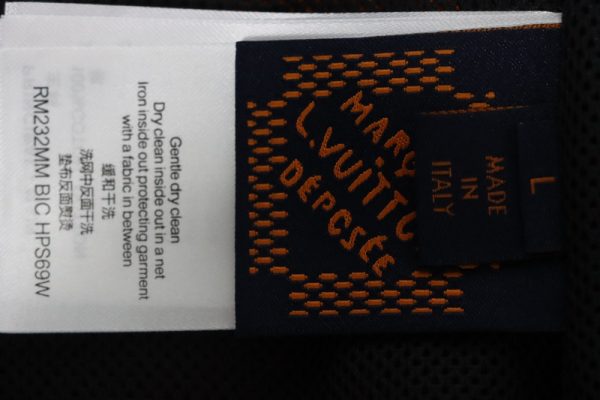 Gentle dry clean
Dry clean inside out in a net
Iron inside out protecting garment
with a fabric in between
缓和干洗
洗网中反面干洗
垫布反面熨烫
RM232MM BIC HPS69W
L.VUITTO
DÉPOSÉE
L
MADE
IN
ITALY